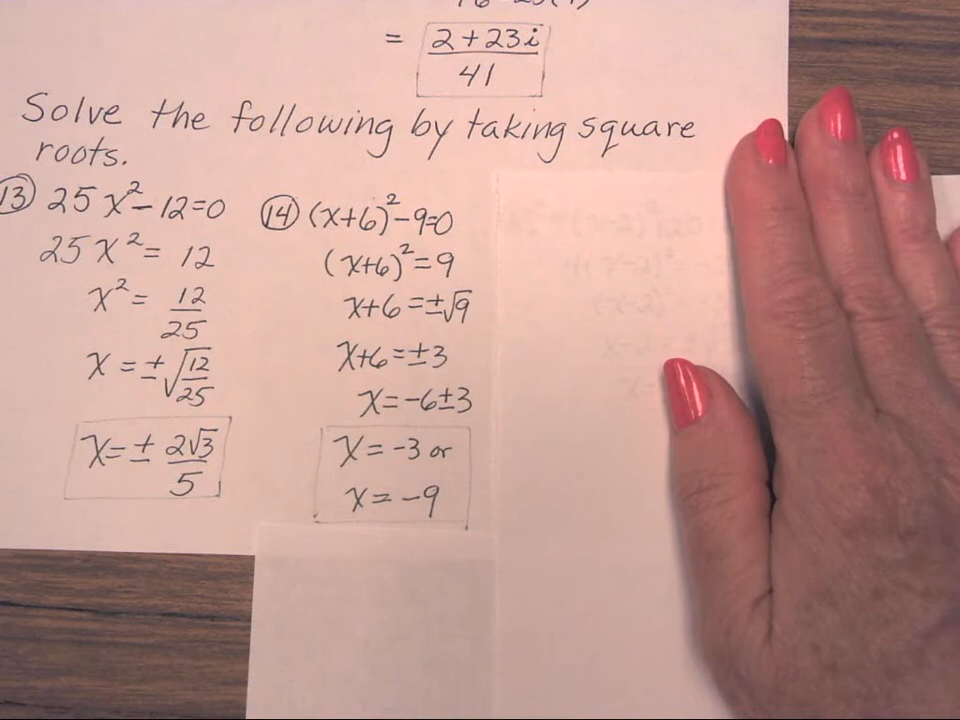 = 2 + 23i
41
Solve the following by taking square
roots.
13 25x² - 12 = 0
25x² = 12
x² = 12/25
x = ±√12/25
x = ± 2√3/5
14 (x+6)² - 9 = 0
(x+6)² = 9
x+6 = ±√9
x+6 = ±3
x = -6±3
x = -3 or
x = -9